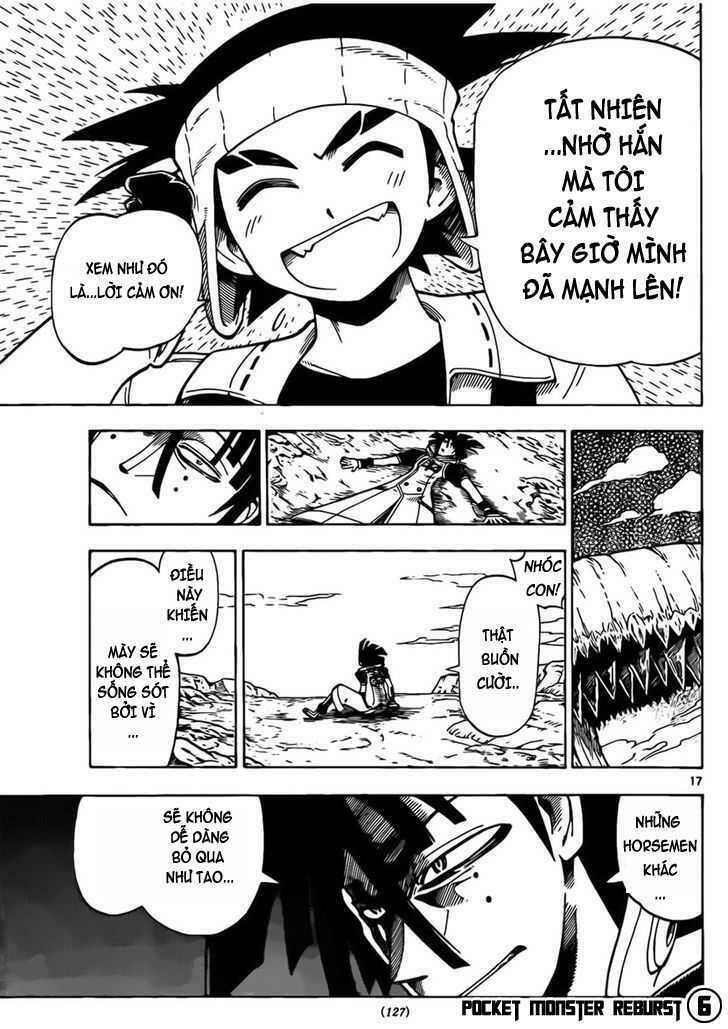 TẤT NHIÊN
...NHỜ HẮN
MÀ TÔI
CẢM THẤY
BÂY GIỜ MÌNH
ĐÃ MẠNH LÊN!
XEM NHƯ ĐÓ
LÀ...LỜI CẢM ƠN!
NHÓC
CON!
THẬT
BUỒN
CƯỜI..
ĐIỀU
NÀY
KHIẾN
...
MÀY SẼ
KHÔNG THỂ
SỐNG SÓT
BỞI VÌ
...
17
NHỮNG
HORSEMEN
KHÁC
...
SẼ KHÔNG
DỄ DÀNG
BỎ QUA
NHƯ TAO...
(127)
POCKET MONSTER REBURST 6